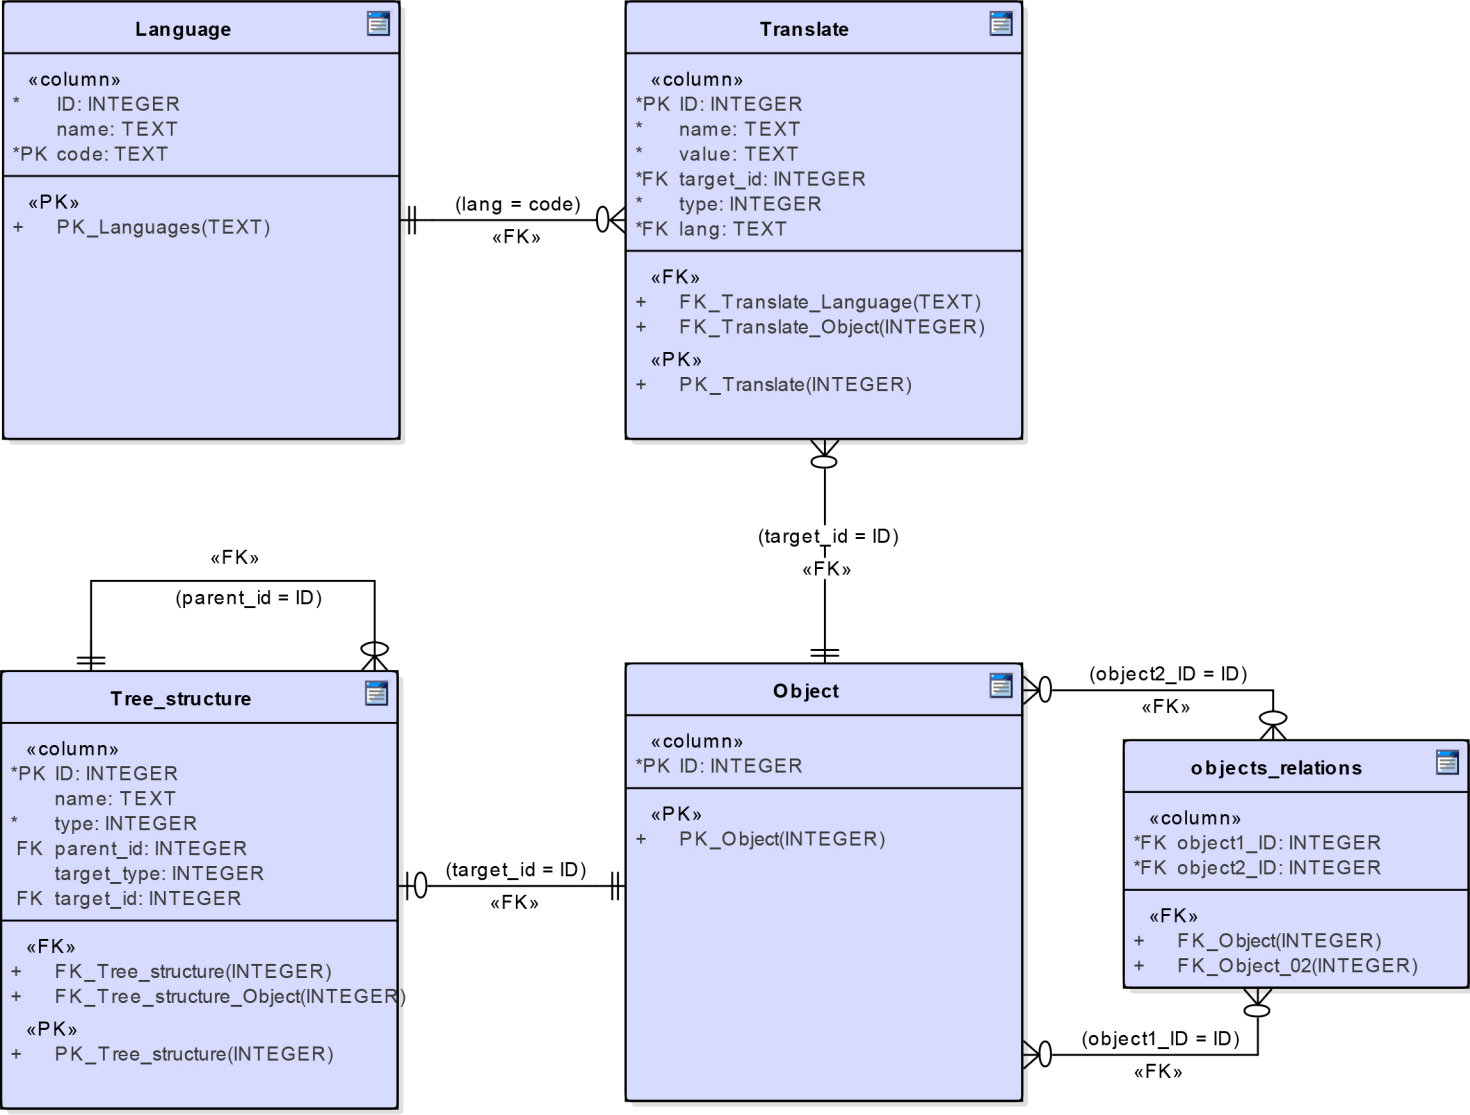 Language
«column»
* ID: INTEGER
name: TEXT
*PK code: TEXT
«PK»
+ PK_Languages(TEXT)
(lang = code)
«FK»
Translate
«column»
*PK ID: INTEGER
* name: TEXT
* value: TEXT
*FK target_id: INTEGER
* type: INTEGER
*FK lang: TEXT
«FK»
+ FK_Translate_Language(TEXT)
+ FK_Translate_Object(INTEGER)
«PK»
+ PK_Translate(INTEGER)
(target_id = ID)
«FK»
«FK»
(parent_id = ID)
Tree_structure
«column»
*PK ID: INTEGER
name: TEXT
* type: INTEGER
FK parent_id: INTEGER
target_type: INTEGER
FK target_id: INTEGER
«FK»
+ FK_Tree_structure(INTEGER)
+ FK_Tree_structure_Object(INTEGER)
«PK»
+ PK_Tree_structure(INTEGER)
(target_id = ID)
«FK»
Object
«column»
*PK ID: INTEGER
«PK»
+ PK_Object(INTEGER)
(object2_ID = ID)
«FK»
objects_relations
«column»
*FK object1_ID: INTEGER
*FK object2_ID: INTEGER
«FK»
+ FK_Object(INTEGER)
+ FK_Object_02(INTEGER)
(object1_ID = ID)
«FK»